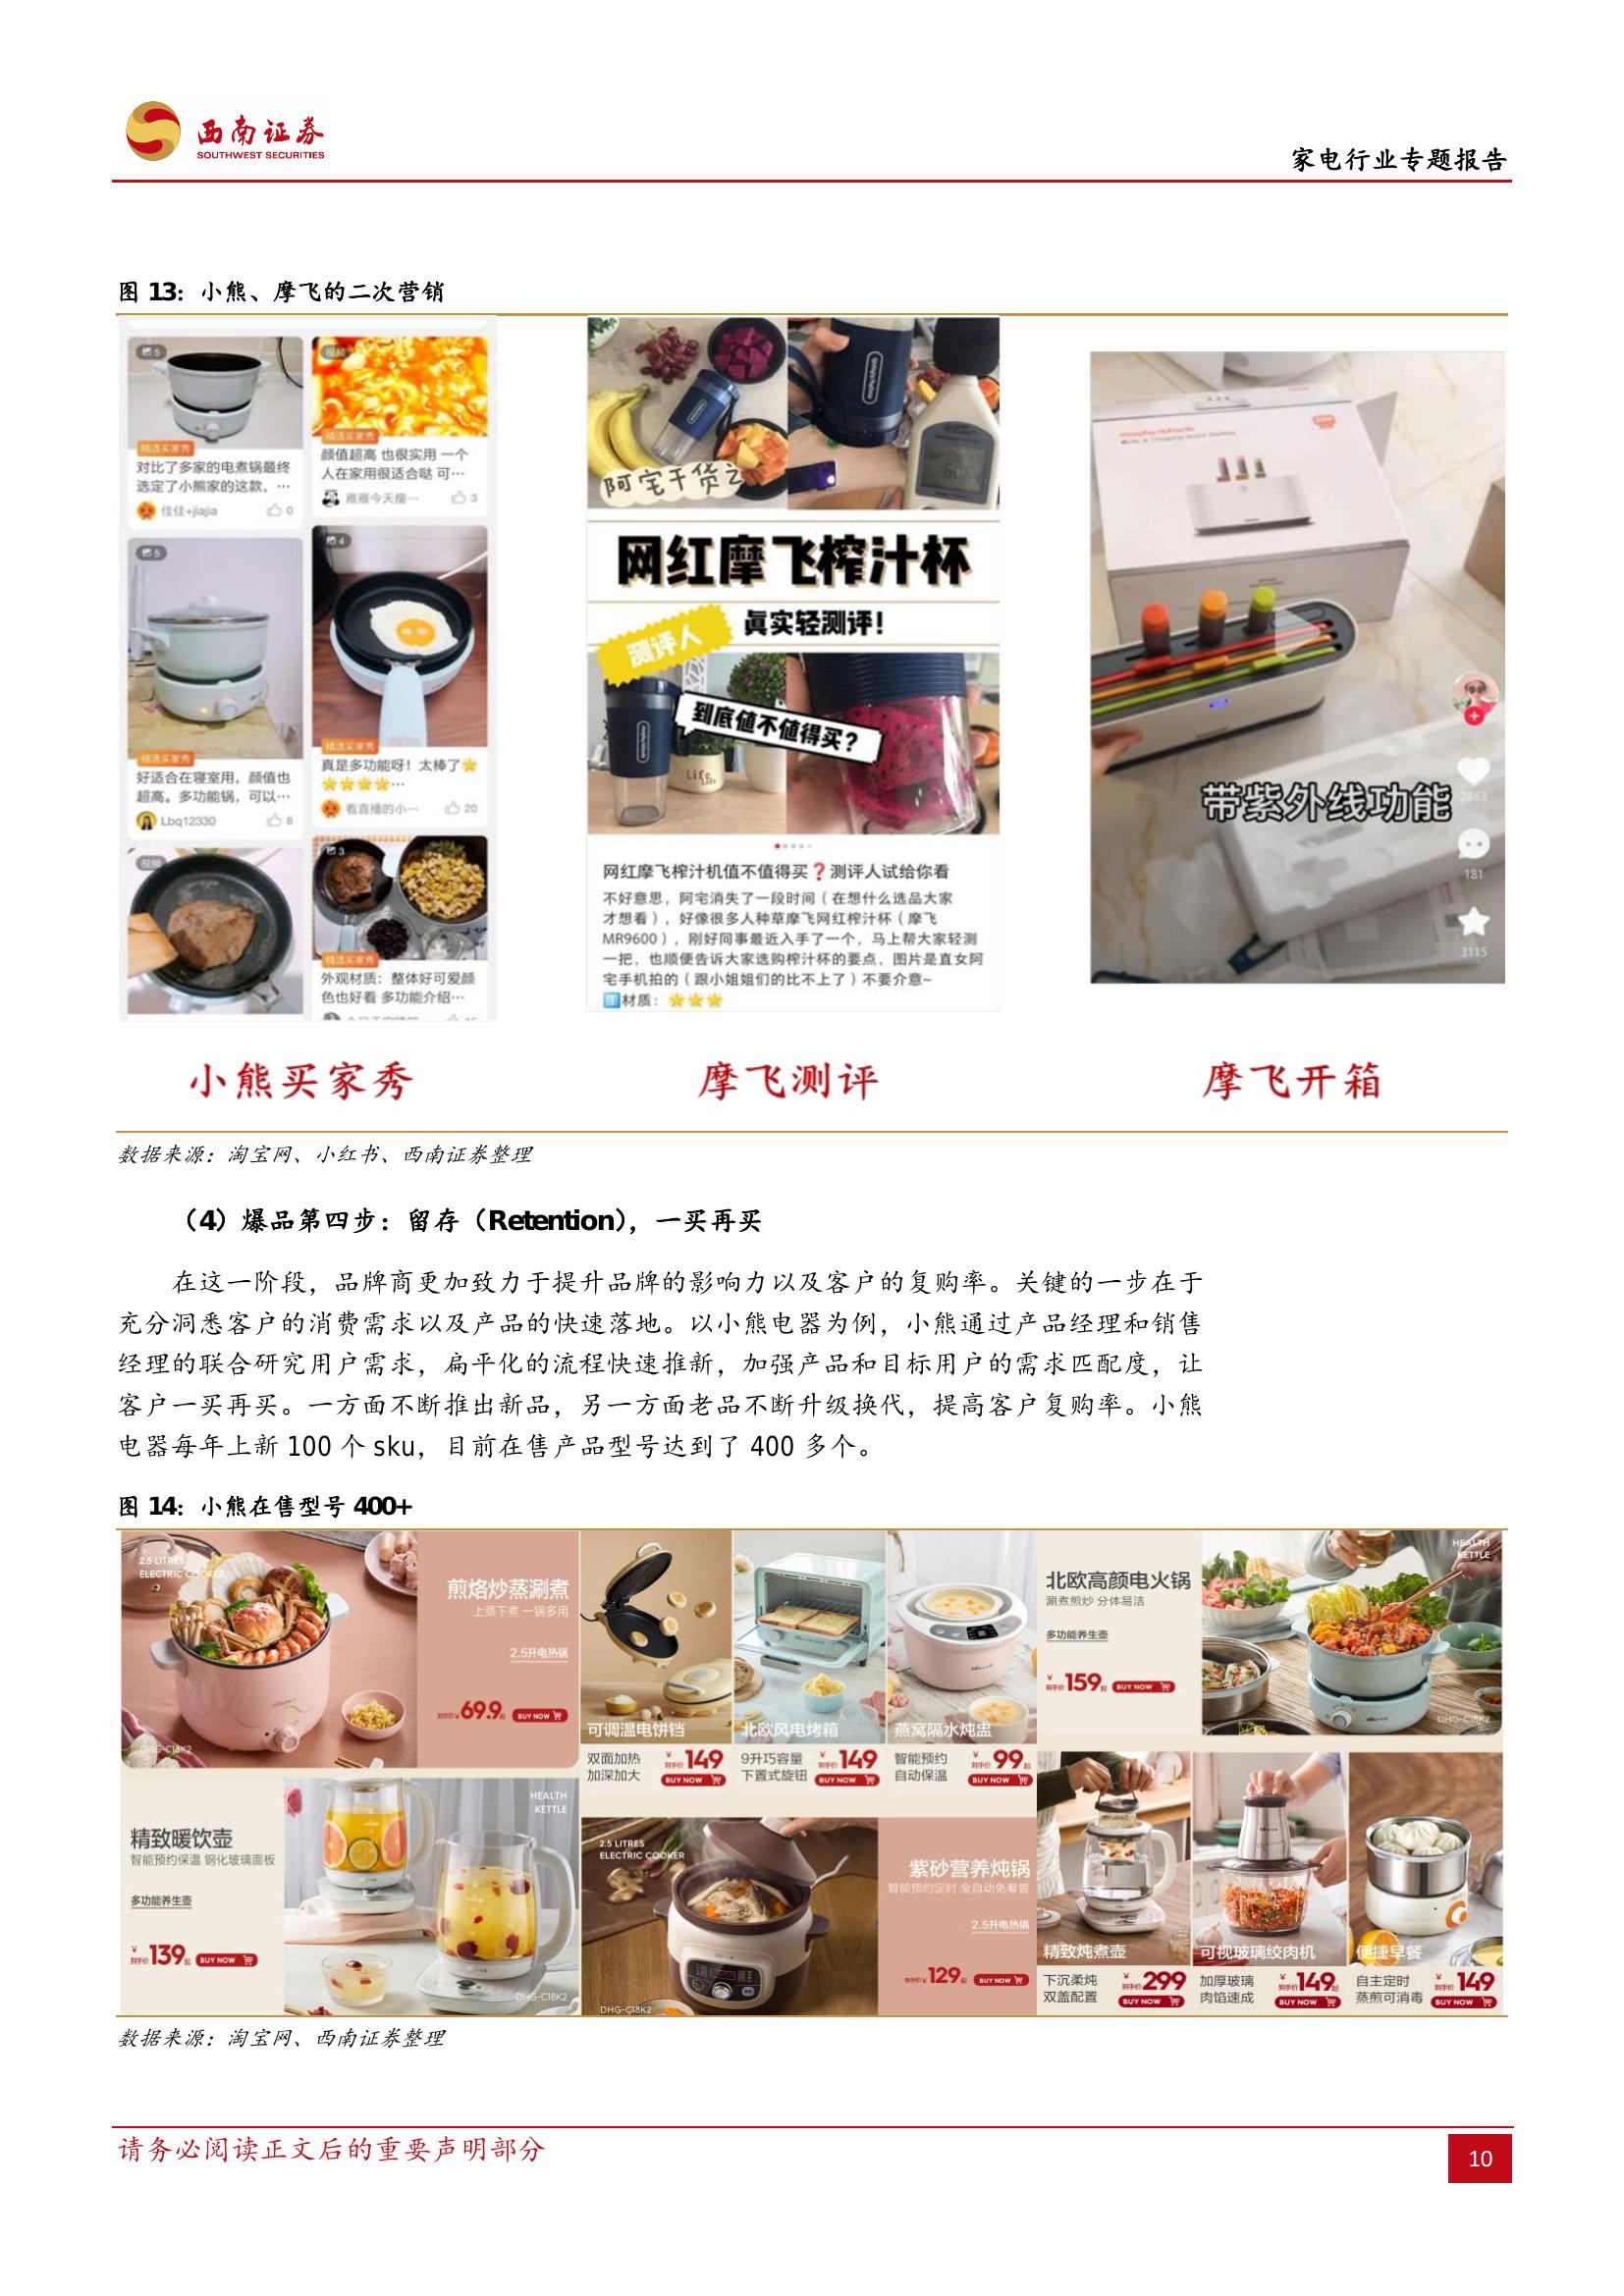 西南证券
SOUTHWEST SECURITIES
家电行业专题报告
图 13：小熊、摩飞的二次营销
5
精选买家秀
对比了多家的电煮锅最终
选定了小熊家的这款，…
佳佳+jiajia
0
视频
精选买家秀
颜值超高 也很实用 一个
人在家用很适合哒 可…
雁雁今天瘦…
3
5
精选买家秀
好适合在寝室用，颜值也
超高。多功能锅，可以…
Lbq12330
8
4
精选买家秀
真是多功能呀！太棒了⭐
⭐⭐⭐⭐…
看直播的小…
20
视频
3
精选买家秀
外观材质：整体好可爱颜
色也好看 多功能介绍…
阿宅干货之
网红摩飞榨汁杯
真实轻测评！
测评人
到底值不值得买？
网红摩飞榨汁机值不值得买❓测评人试给你看
不好意思，阿宅消失了一段时间（在想什么选品大家
才想看），好像很多人种草摩飞网红榨汁杯（摩飞
MR9600），刚好同事最近入手了一个，马上帮大家轻测
一把，也顺便告诉大家选购榨汁杯的要点，图片是直女阿
宅手机拍的（跟小姐姐们的比不上了）不要介意~
1️⃣材质：⭐⭐⭐
带紫外线功能
2863
181
3115
小熊买家秀
摩飞测评
摩飞开箱
数据来源：淘宝网、小红书、西南证券整理
（4）爆品第四步：留存（Retention），一买再买
在这一阶段，品牌商更加致力于提升品牌的影响力以及客户的复购率。关键的一步在于
充分洞悉客户的消费需求以及产品的快速落地。以小熊电器为例，小熊通过产品经理和销售
经理的联合研究用户需求，扁平化的流程快速推新，加强产品和目标用户的需求匹配度，让
客户一买再买。一方面不断推出新品，另一方面老品不断升级换代，提高客户复购率。小熊
电器每年上新 100 个 sku，目前在售产品型号达到了 400 多个。
图 14：小熊在售型号 400+
2.5 LITRES
ELECTRIC COOKER
DHG-C18K2
煎烙炒蒸涮煮
上蒸下煮 一锅多用
2.5升电热锅
到手价¥69.9起 BUY NOW
可调温电饼铛
双面加热
加深加大
¥到手价149
BUY NOW
北欧风电烤箱
9升巧容量
下置式旋钮
¥到手价149
BUY NOW
燕窝隔水炖盅
智能预约
自动保温
¥到手价99起
BUY NOW
北欧高颜电火锅
涮煮煎炒 分体易洁
多功能养生壶
¥到手价159起 BUY NOW
HEALTH
KETTLE
DHG-C18K2
精致暖饮壶
智能预约保温 钢化玻璃面板
多功能养生壶
¥到手价139起 BUY NOW
HEALTH
KETTLE
DHG-C18K2
2.5 LITRES
ELECTRIC COOKER
DHG-C18K2
紫砂营养炖锅
智能预约定时 全自动免看管
2.5升电热锅
到手价¥129起 BUY NOW
精致炖煮壶
下沉柔炖
双盖配置
¥到手价299
BUY NOW
可视玻璃绞肉机
加厚玻璃
肉馅速成
¥到手价149起
BUY NOW
便捷早餐
自主定时
蒸煎可消毒
¥到手价149
BUY NOW
数据来源：淘宝网、西南证券整理
请务必阅读正文后的重要声明部分
10